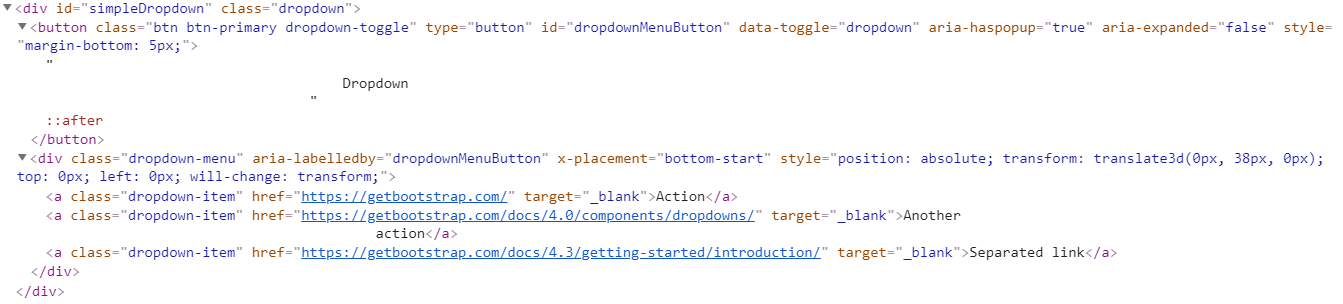 ▼<div id="simpleDropdown" class="dropdown">
▼<button class="btn btn-primary dropdown-toggle" type="button" id="dropdownMenuButton" data-toggle="dropdown" aria-haspopup="true" aria-expanded="false" style=
"margin-bottom: 5px;">
"
Dropdown
"
::after
</button>
▼<div class="dropdown-menu" aria-labelledby="dropdownMenuButton" x-placement="bottom-start" style="position: absolute; transform: translate3d(0px, 38px, 0px);
top: 0px; left: 0px; will-change: transform;">
<a class="dropdown-item" href="https://getbootstrap.com/" target="_blank">Action</a>
<a class="dropdown-item" href="https://getbootstrap.com/docs/4.0/components/dropdowns/" target="_blank">Another
action</a>
<a class="dropdown-item" href="https://getbootstrap.com/docs/4.3/getting-started/introduction/" target="_blank">Separated link</a>
</div>
</div>